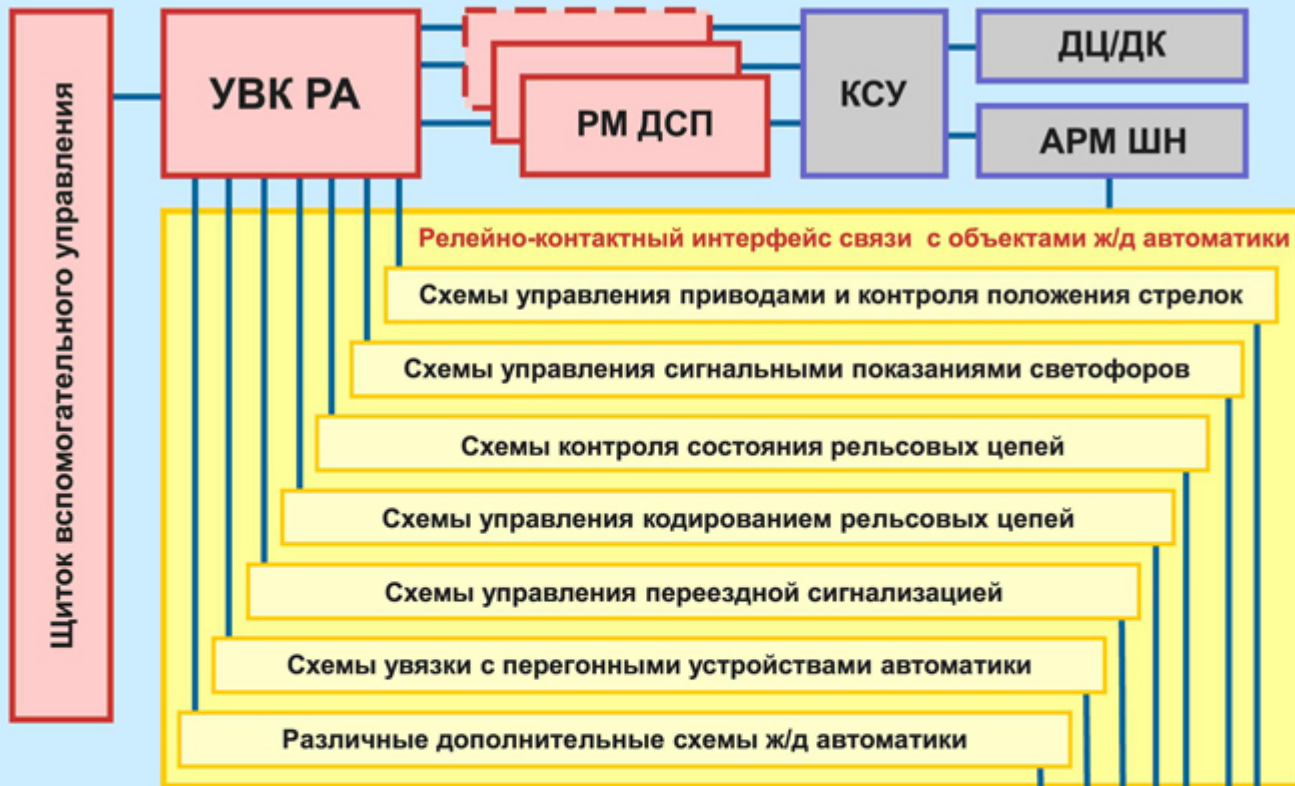 Щиток вспомогательного управления
УВК РА
РМ ДСП
КСУ
ДЦ/ДК
АРМ ШН
Релейно-контактный интерфейс связи с объектами ж/д автоматики
Схемы управления приводами и контроля положения стрелок
Схемы управления сигнальными показаниями светофоров
Схемы контроля состояния рельсовых цепей
Схемы управления кодированием рельсовых цепей
Схемы управления переездной сигнализацией
Схемы увязки с перегонными устройствами автоматики
Различные дополнительные схемы ж/д автоматики